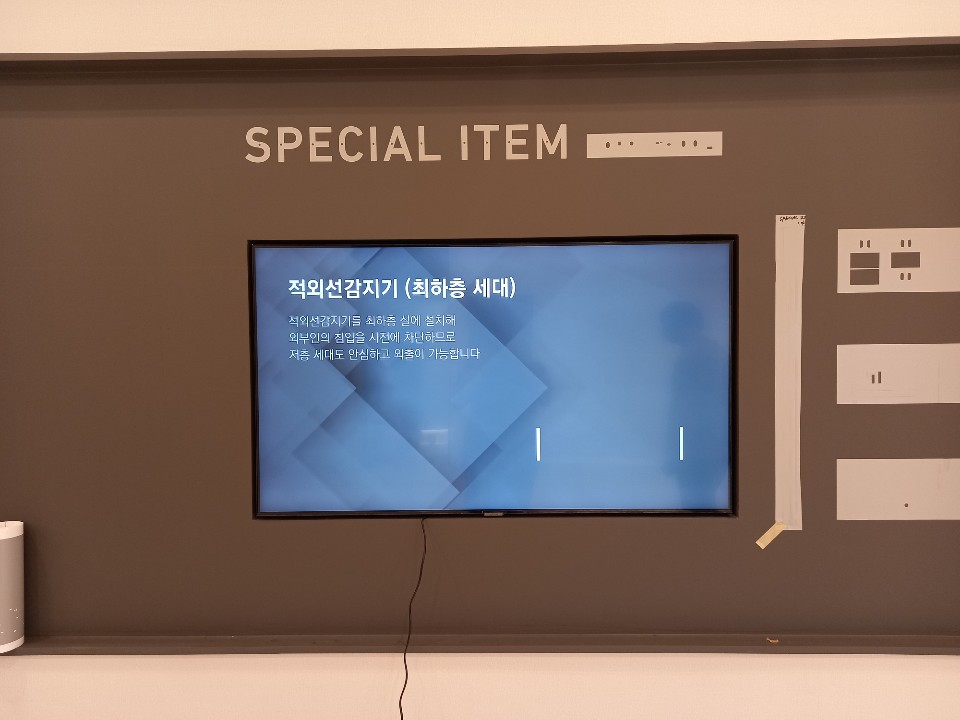 SPECIAL ITEM
적외선감지기 (최하층 세대)
적외선감지기를 최하층 실에 설치해
외부인의 침입을 사전에 차단하므로
저층 세대도 안심하고 외출이 가능합니다